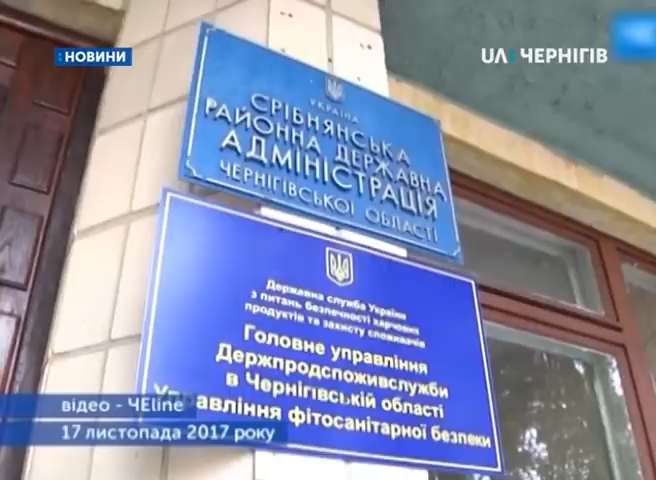 :НОВИНИ
UA: ЧЕРНІГІВ
УКРАЇНА
СРІБНЯНСЬКА
РАЙОННА ДЕРЖАВНА
АДМІНІСТРАЦІЯ
ЧЕРНІГІВСЬКОЇ ОБЛАСТІ
Державна служба України
з питань безпечності харчових
продуктів та захисту споживачів
Головне управління
Держпродспоживслужби
в Чернігівській області
Управління фітосанітарної безпеки
відео - ЧЕline
17 листопада 2017 року